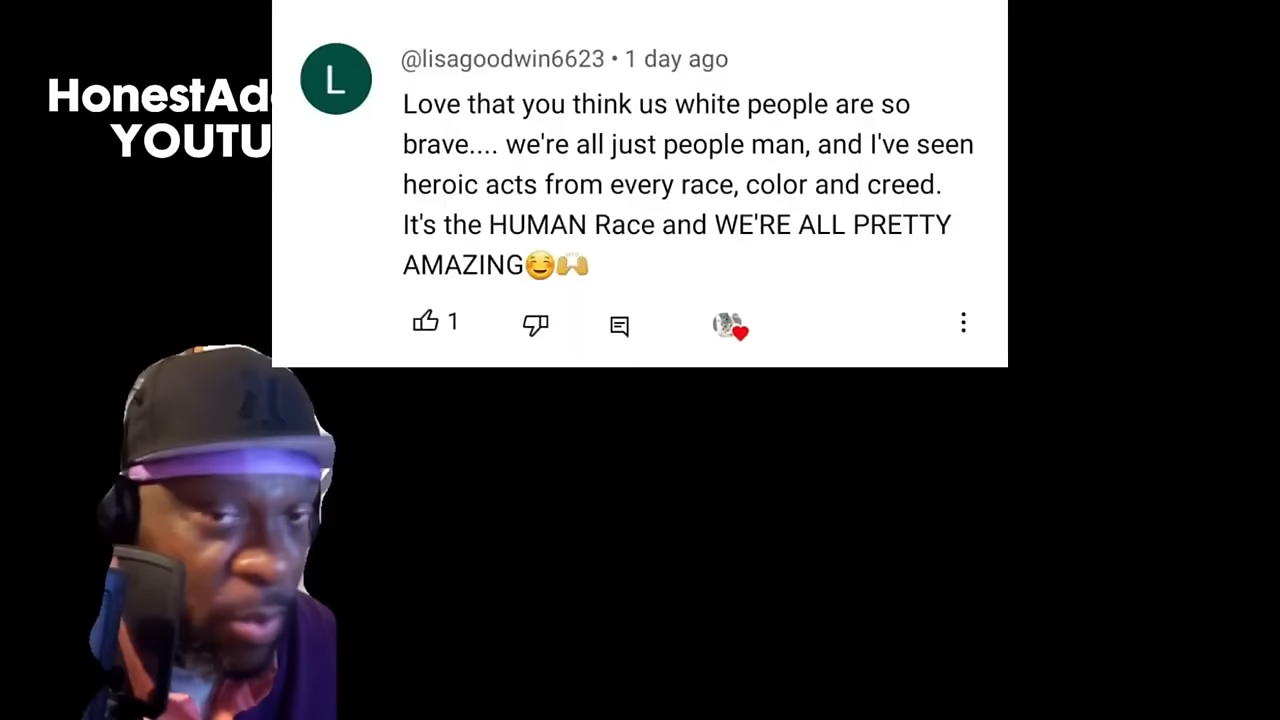 HonestAd
YOUTU
L
@lisagoodwin6623 • 1 day ago
Love that you think us white people are so
brave.... we're all just people man, and I've seen
heroic acts from every race, color and creed.
It's the HUMAN Race and WE'RE ALL PRETTY
AMAZING☺️🙌
1